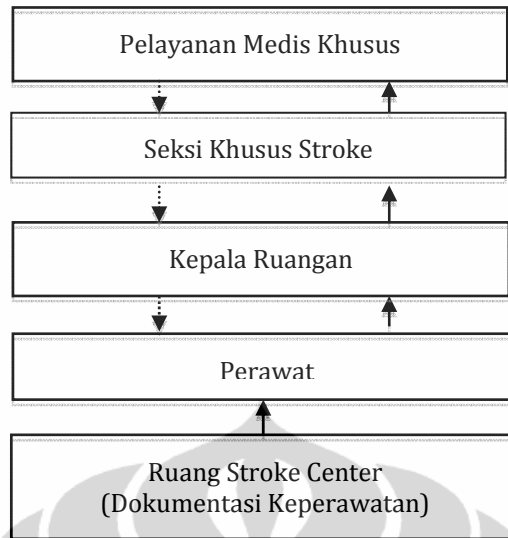 Pelayanan Medis Khusus
Seksi Khusus Stroke
Kepala Ruangan
Perawat
Ruang Stroke Center
(Dokumentasi Keperawatan)